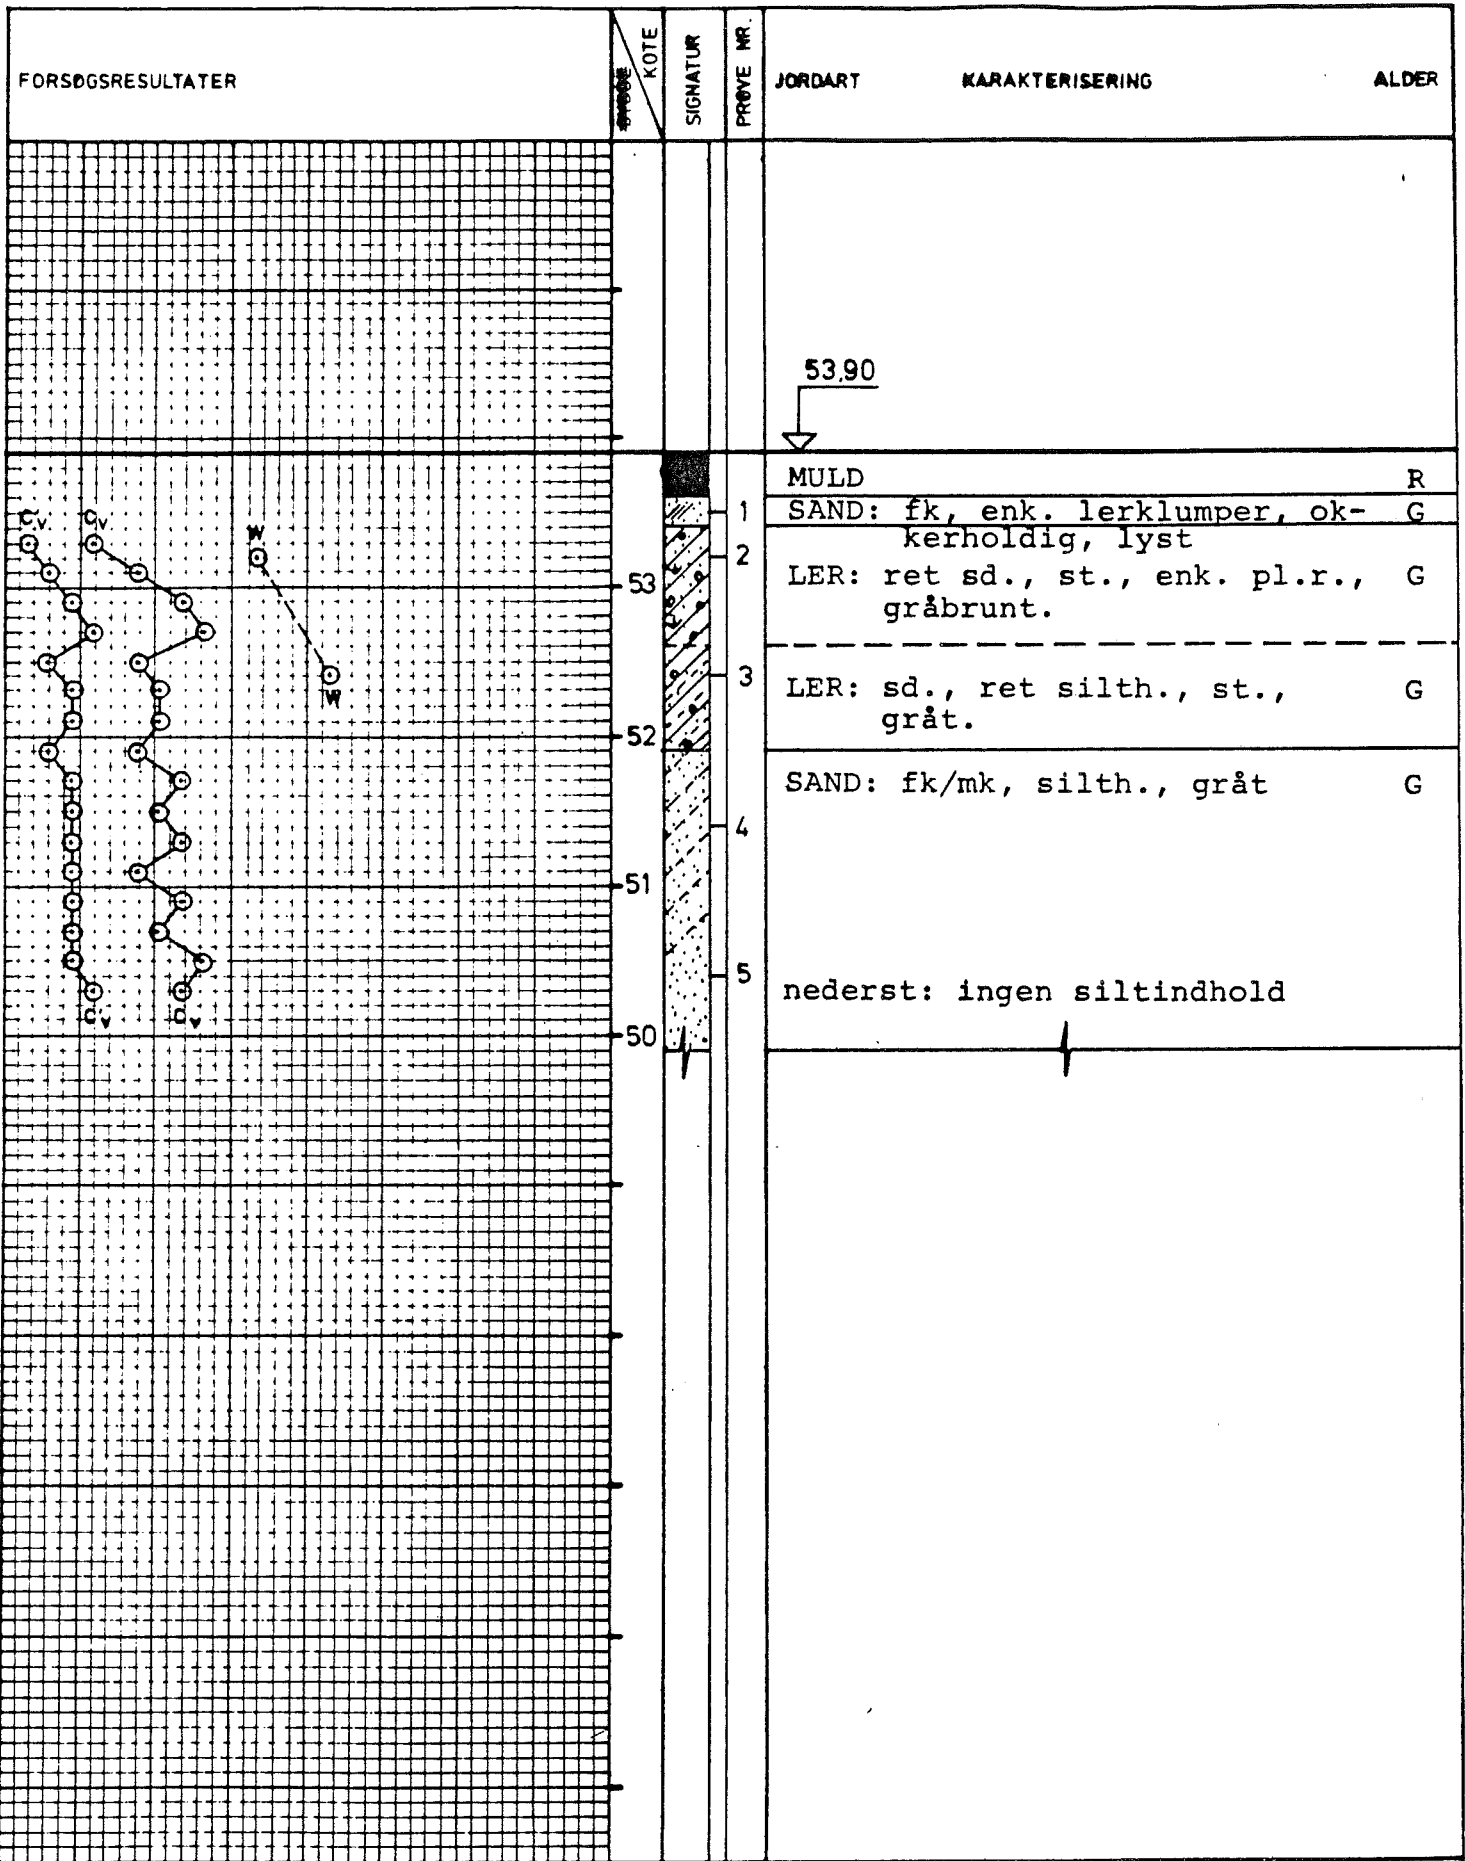 FORSØGSRESULTATER
KOTE
SIGNATUR
PRØVE NR.
JORDART KARAKTERISERING ALDER
53,90
MULD R
1
SAND: fk, enk. lerklumper, ok- G
kerholdig, lyst
2
53
LER: ret sd., st., enk. pl.r., G
gråbrunt.
3
LER: sd., ret silth., st., G
gråt.
52
SAND: fk/mk, silth., gråt G
4
51
5
nederst: ingen siltindhold
50
C'v Cv W
W
C'v Cv